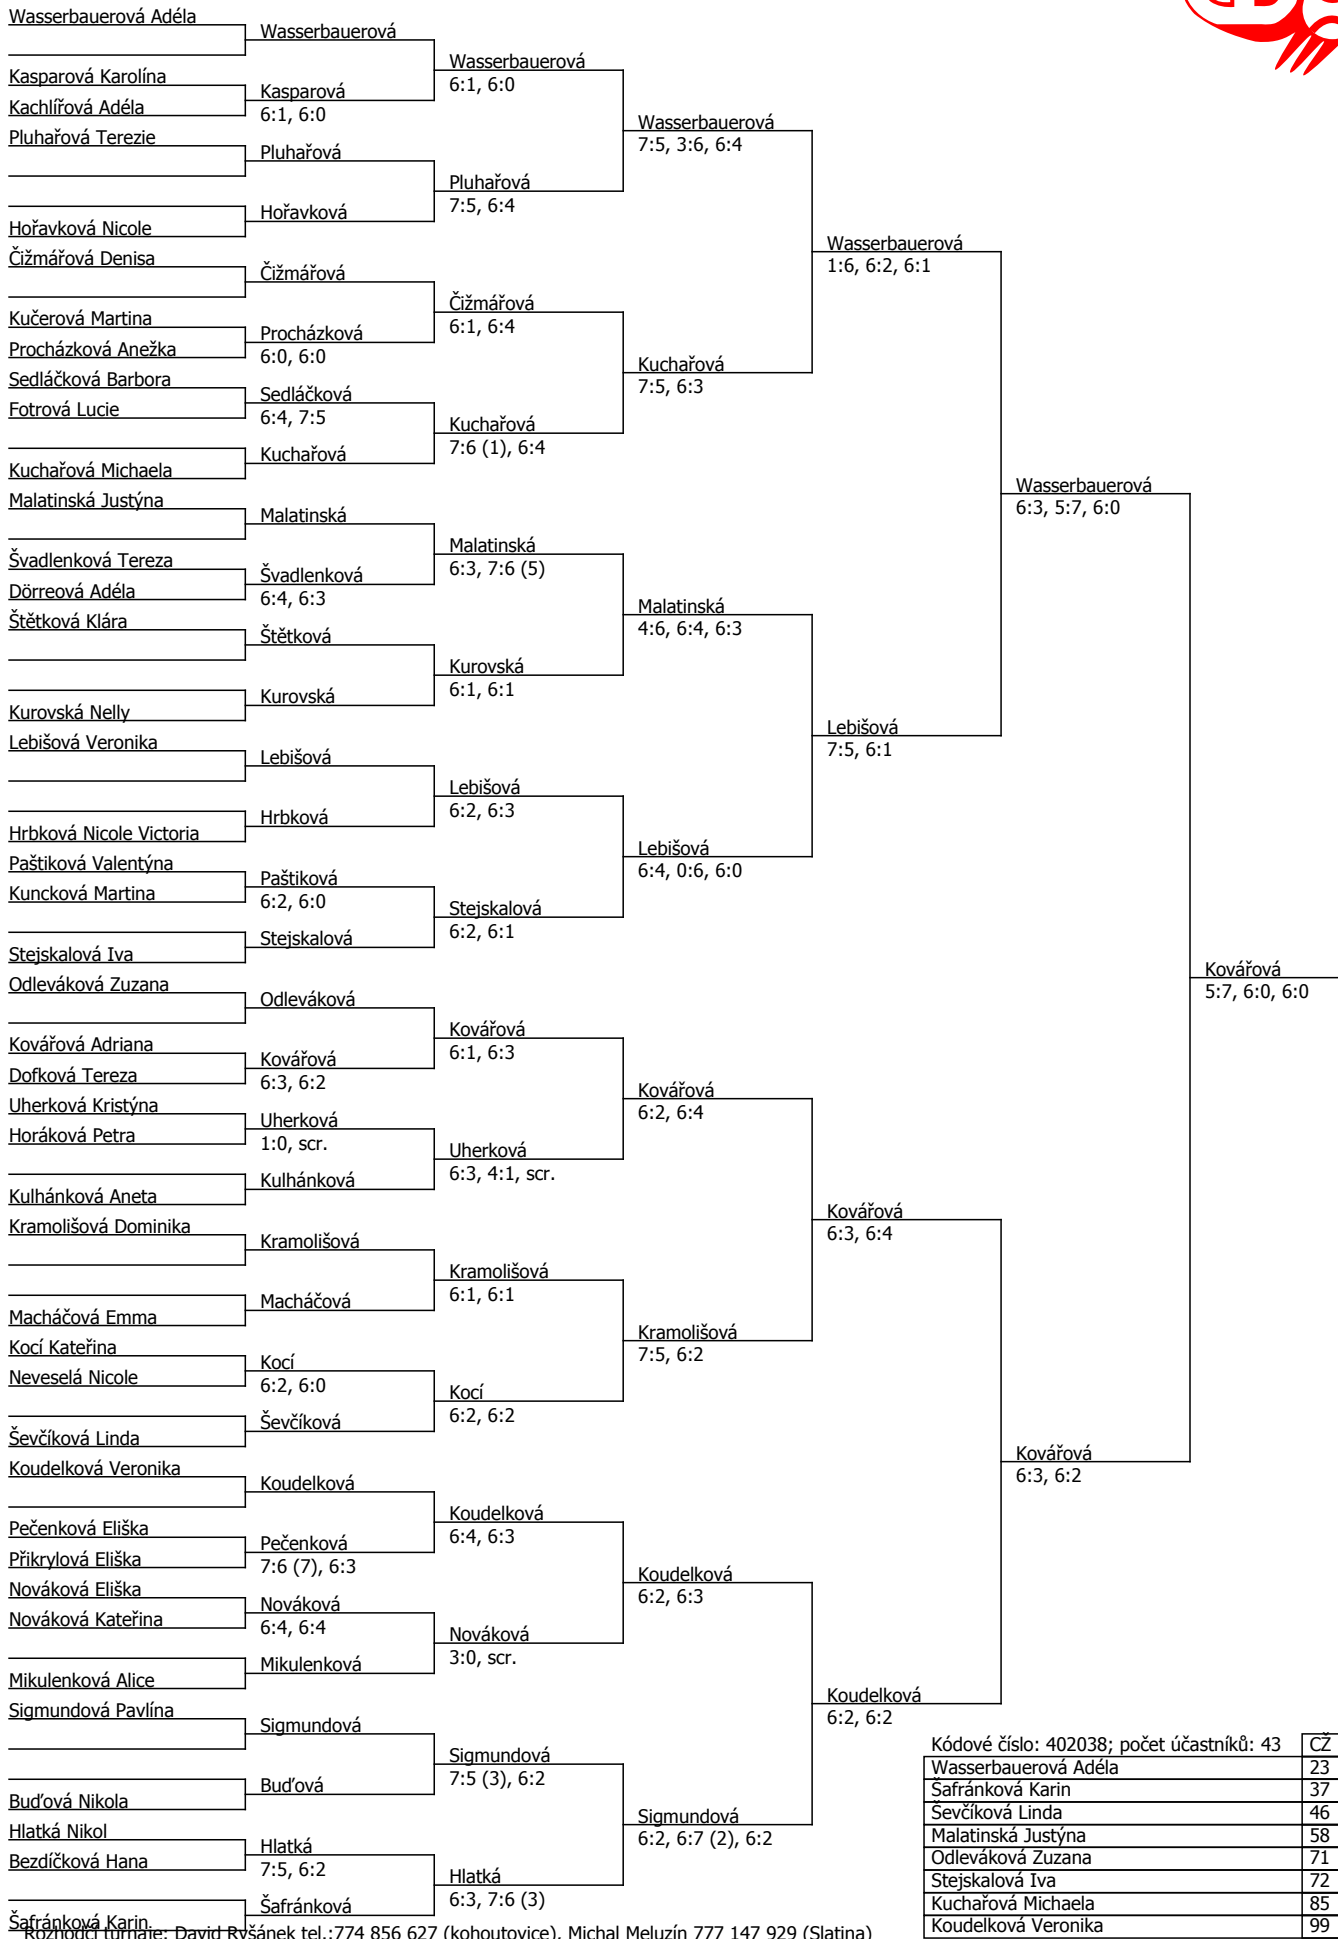 Wasserbauerová Adéla
Kasparová Karolína
Kachlířová Adéla
Pluhařová Terezie
Hořavková Nicole
Čižmářová Denisa
Kučerová Martina
Procházková Anežka
Sedláčková Barbora
Fotrová Lucie
Kuchařová Michaela
Malatinská Justýna
Švadlenková Tereza
Dörreová Adéla
Štětková Klára
Kurovská Nelly
Lebišová Veronika
Hrbková Nicole Victoria
Paštiková Valentýna
Kuncková Martina
Stejskalová Iva
Odleváková Zuzana
Kovářová Adriana
Dofková Tereza
Uherková Kristýna
Horáková Petra
Kulhánková Aneta
Kramolišová Dominika
Macháčová Emma
Kocí Kateřina
Neveselá Nicole
Ševčíková Linda
Koudelková Veronika
Pečenková Eliška
Přikrylová Eliška
Nováková Eliška
Nováková Kateřina
Mikulenková Alice
Sigmundová Pavlína
Buďová Nikola
Hlatká Nikol
Bezdíčková Hana
Šafránková Karin
Wasserbauerová
Kasparová
6:1, 6:0
Pluhařová
Hořavková
Čižmářová
Procházková
6:0, 6:0
Sedláčková
6:4, 7:5
Kuchařová
Malatinská
Švadlenková
6:4, 6:3
Štětková
Kurovská
Lebišová
Hrbková
Paštiková
6:2, 6:0
Stejskalová
Odleváková
Kovářová
6:3, 6:2
Uherková
1:0, scr.
Kulhánková
Kramolišová
Macháčová
Kocí
6:2, 6:0
Ševčíková
Koudelková
Pečenková
7:6 (7), 6:3
Nováková
6:4, 6:4
Mikulenková
Sigmundová
Buďová
Hlatká
7:5, 6:2
Šafránková
Wasserbauerová
6:1, 6:0
Pluhařová
7:5, 6:4
Čižmářová
6:1, 6:4
Kuchařová
7:6 (1), 6:4
Malatinská
6:3, 7:6 (5)
Kurovská
6:1, 6:1
Lebišová
6:2, 6:3
Stejskalová
6:2, 6:1
Kovářová
6:1, 6:3
Uherková
6:3, 4:1, scr.
Kramolišová
6:1, 6:1
Kocí
6:2, 6:2
Koudelková
6:4, 6:3
Nováková
3:0, scr.
Sigmundová
7:5 (3), 6:2
Hlatká
6:3, 7:6 (3)
Wasserbauerová
7:5, 3:6, 6:4
Kuchařová
7:5, 6:3
Malatinská
4:6, 6:4, 6:3
Lebišová
6:4, 0:6, 6:0
Kovářová
6:2, 6:4
Kramolišová
7:5, 6:2
Koudelková
6:2, 6:3
Sigmundová
6:2, 6:7 (2), 6:2
Wasserbauerová
1:6, 6:2, 6:1
Lebišová
7:5, 6:1
Kovářová
6:3, 6:4
Koudelková
6:2, 6:2
Wasserbauerová
6:3, 5:7, 6:0
Kovářová
6:3, 6:2
Kovářová
5:7, 6:0, 6:0
Kódové číslo: 402038; počet účastníků: 43 CŽ
Wasserbauerová Adéla 23
Šafránková Karin 37
Ševčíková Linda 46
Malatinská Justýna 58
Odleváková Zuzana 71
Stejskalová Iva 72
Kuchařová Michaela 85
Koudelková Veronika 99
Rozhodčí turnaje: David Ryšánek tel.:774 856 627 (kohoutovice), Michal Meluzín 777 147 929 (Slatina)